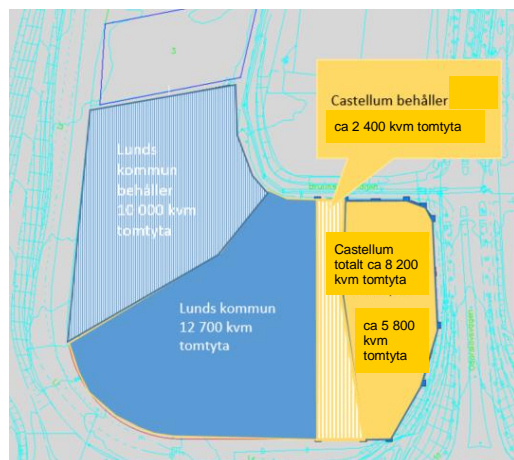 Castellum behåller
ca 2 400 kvm tomtyta
Lunds
kommun
behåller
10 000 kvm
tomtyta
Castellum
totalt ca 8 200
kvm tomtyta
Lunds kommun
12 700 kvm
tomtyta
ca 5 800
kvm
tomtyta